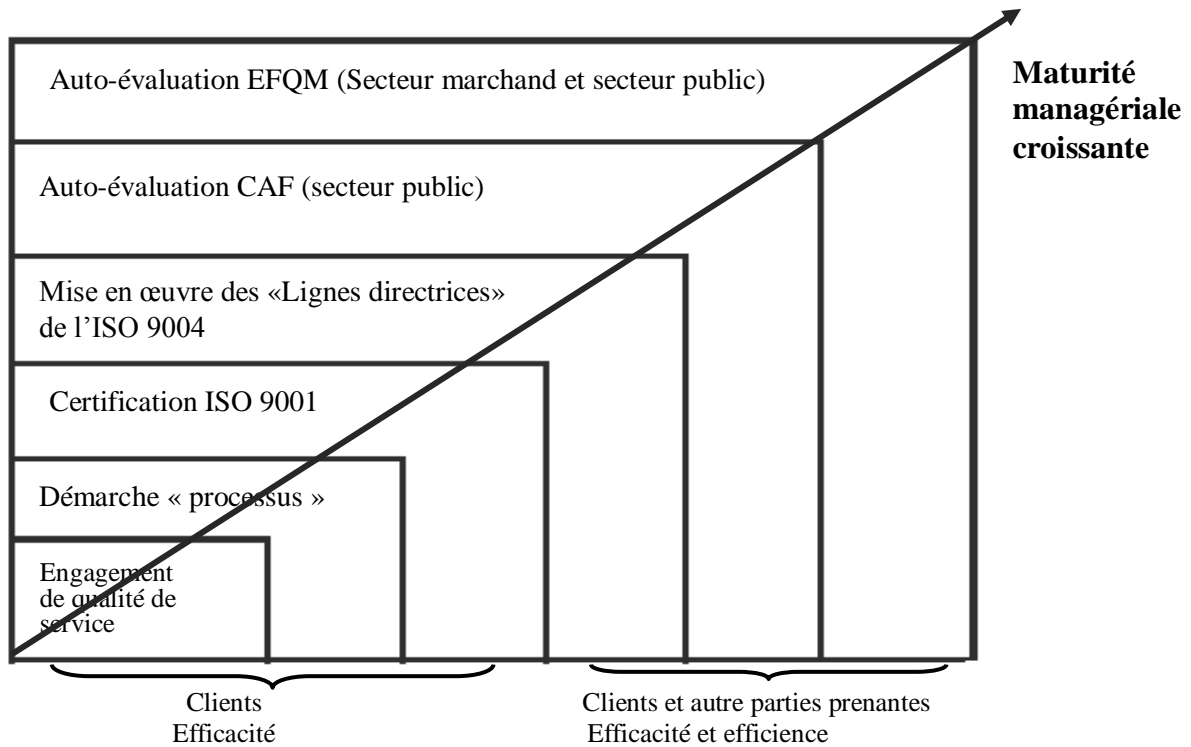 Auto-évaluation EFQM (Secteur marchand et secteur public)
Maturité
managériale
croissante
Auto-évaluation CAF (secteur public)
Mise en œuvre des «Lignes directrices»
de l’ISO 9004
Certification ISO 9001
Démarche « processus »
Engagement
de qualité de
service
Clients
Efficacité
Clients et autre parties prenantes
Efficacité et efficience